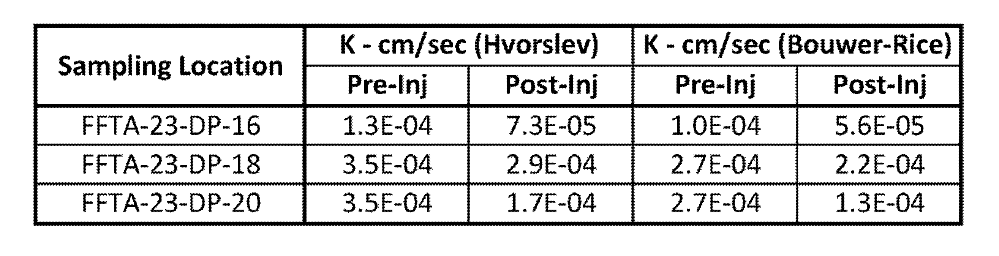 Sampling Location K - cm/sec (Hvorslev) K - cm/sec (Bouwer-Rice)
Pre-Inj Post-Inj Pre-Inj Post-Inj
FFTA-23-DP-16 1.3E-04 7.3E-05 1.0E-04 5.6E-05
FFTA-23-DP-18 3.5E-04 2.9E-04 2.7E-04 2.2E-04
FFTA-23-DP-20 3.5E-04 1.7E-04 2.7E-04 1.3E-04